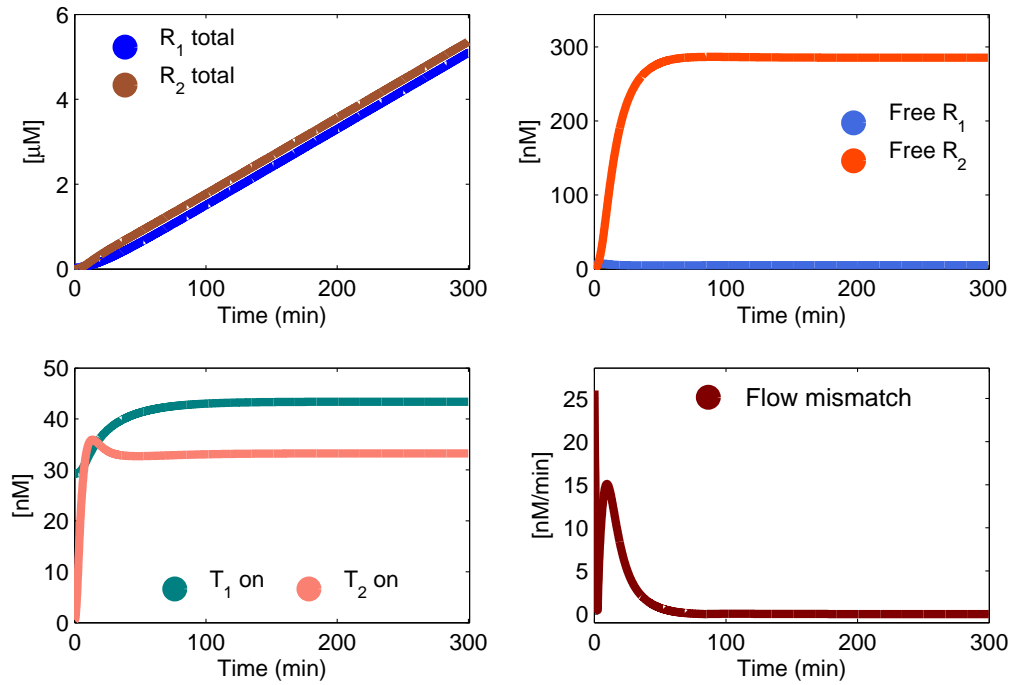 6
4
2
0
[μM]
R₁ total
R₂ total
0 100 200 300
Time (min)
300
200
100
0
[nM]
Free R₁
Free R₂
0 100 200 300
Time (min)
50
40
30
20
10
0
[nM]
T₁ on
T₂ on
0 100 200 300
Time (min)
25
20
15
10
5
0
[nM/min]
Flow mismatch
0 100 200 300
Time (min)